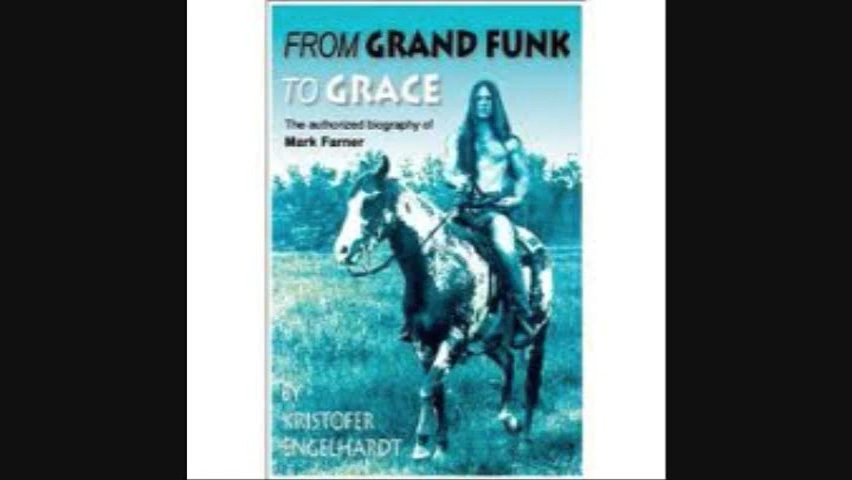 FROM GRAND FUNK
TO GRACE
The authorized biography of
Mark Farner
BY
KRISTOFER
ENGELHARDT